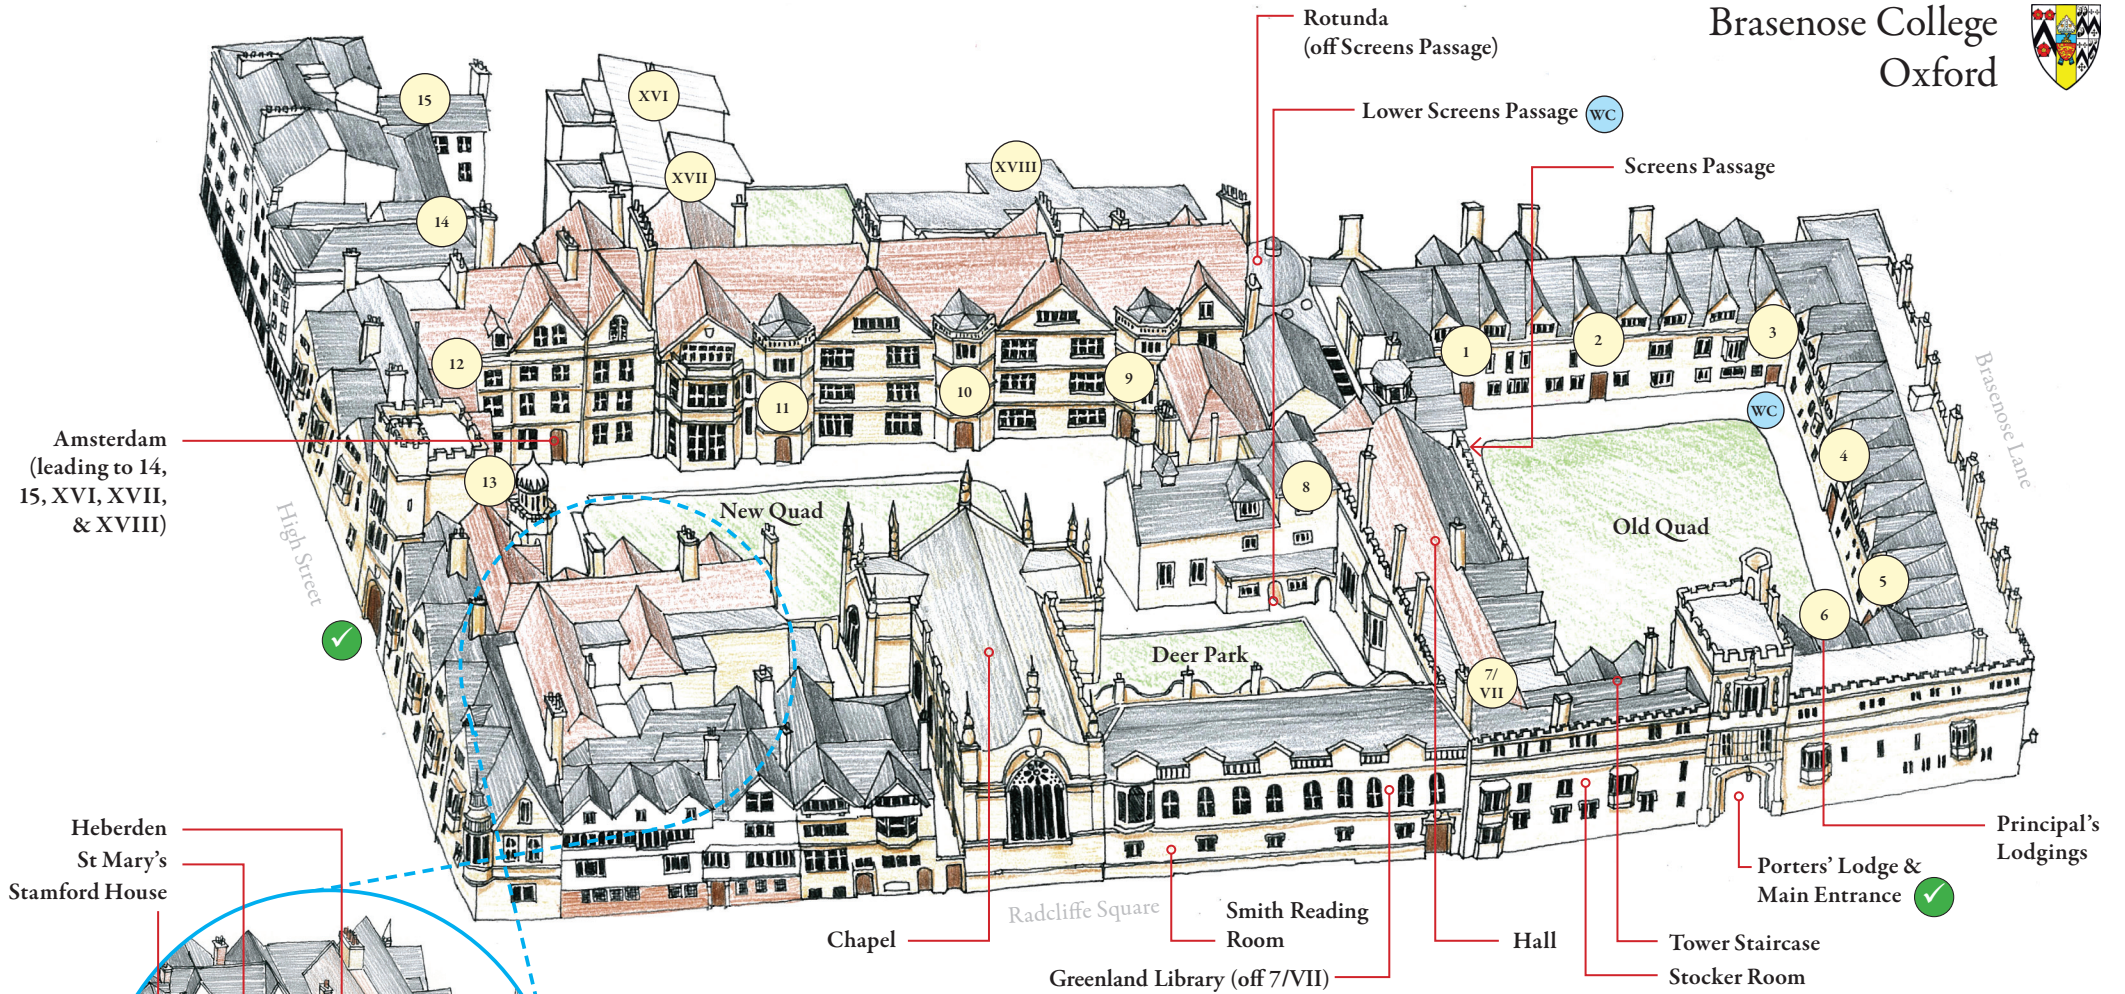 Brasenose College
Oxford
Rotunda
(off Screens Passage)
Lower Screens Passage
WC
Screens Passage
15
XVI
XVII
XVIII
14
12
11
10
9
1
2
3
WC
4
5
6
7/
VII
8
13
Amsterdam
(leading to 14,
15, XVI, XVII,
& XVIII)
High Street
Brasenose Lane
New Quad
Old Quad
Deer Park
Heberden
St Mary's
Stamford House
Radcliffe Square
Chapel
Smith Reading
Room
Greenland Library (off 7/VII)
Hall
Tower Staircase
Stocker Room
Porters' Lodge &
Main Entrance
Principal's
Lodgings